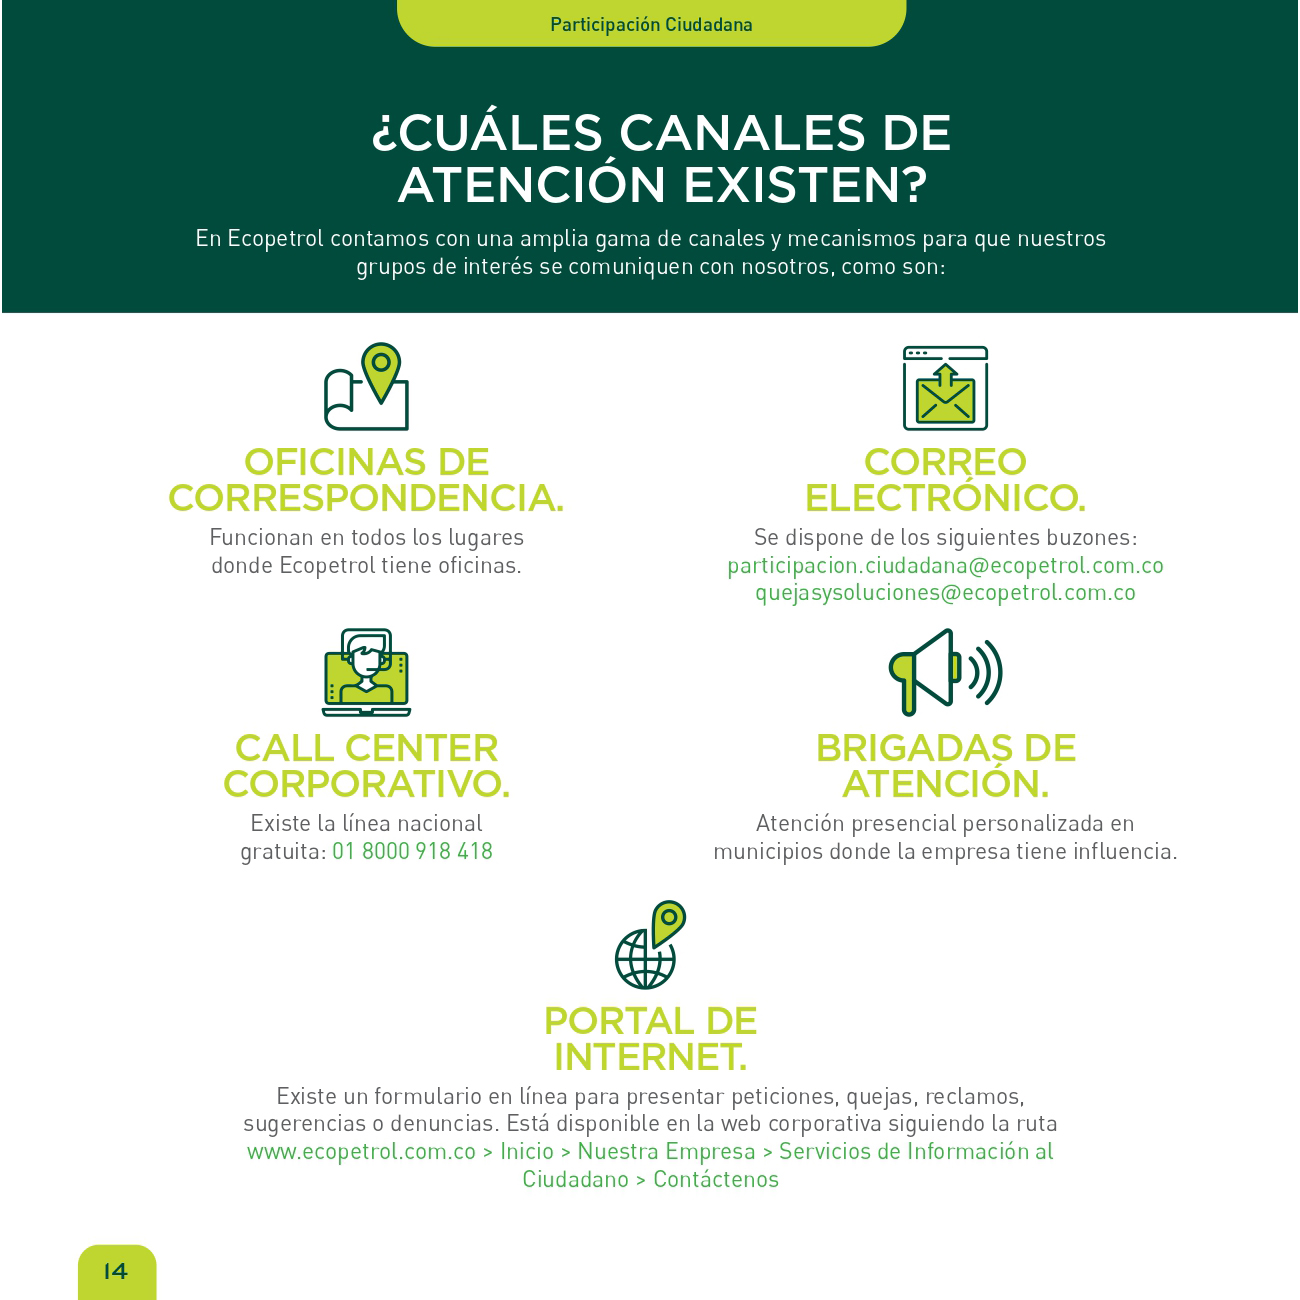 Participación Ciudadana
¿CUÁLES CANALES DE
ATENCIÓN EXISTEN?
En Ecopetrol contamos con una amplia gama de canales y mecanismos para que nuestros
grupos de interés se comuniquen con nosotros, como son:
OFICINAS DE
CORRESPONDENCIA.
Funcionan en todos los lugares
donde Ecopetrol tiene oficinas.
CORREO
ELECTRÓNICO.
Se dispone de los siguientes buzones:
participacion.ciudadana@ecopetrol.com.co
quejasysoluciones@ecopetrol.com.co
CALL CENTER
CORPORATIVO.
Existe la línea nacional
gratuita: 01 8000 918 418
BRIGADAS DE
ATENCIÓN.
Atención presencial personalizada en
municipios donde la empresa tiene influencia.
PORTAL DE
INTERNET.
Existe un formulario en línea para presentar peticiones, quejas, reclamos,
sugerencias o denuncias. Está disponible en la web corporativa siguiendo la ruta
www.ecopetrol.com.co > Inicio > Nuestra Empresa > Servicios de Información al
Ciudadano > Contáctenos
14